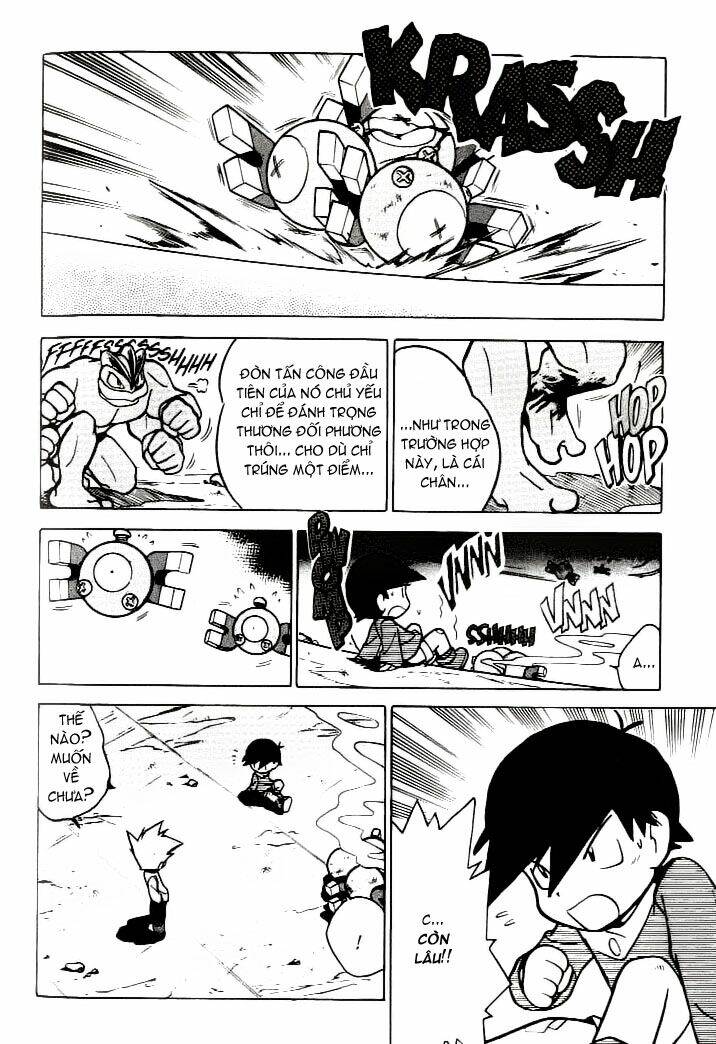 KRASSH
FFFFFSSSSSSHHHH
ĐÒN TẤN CÔNG ĐẦU
TIÊN CỦA NÓ CHỦ YẾU
CHỈ ĐỂ ĐÁNH TRỌNG
THƯƠNG ĐỐI PHƯƠNG
THÔI... CHO DÙ CHỈ
TRÚNG MỘT ĐIỂM...
...NHƯ TRONG
TRƯỜNG HỢP
NÀY, LÀ CÁI
CHÂN...
HOP
HOP
VNNN
SSHHHHH
VNNN
A...
THẾ
NÀO?
MUỐN
VỀ
CHƯA?
!
C...
CÒN
LÂU!!